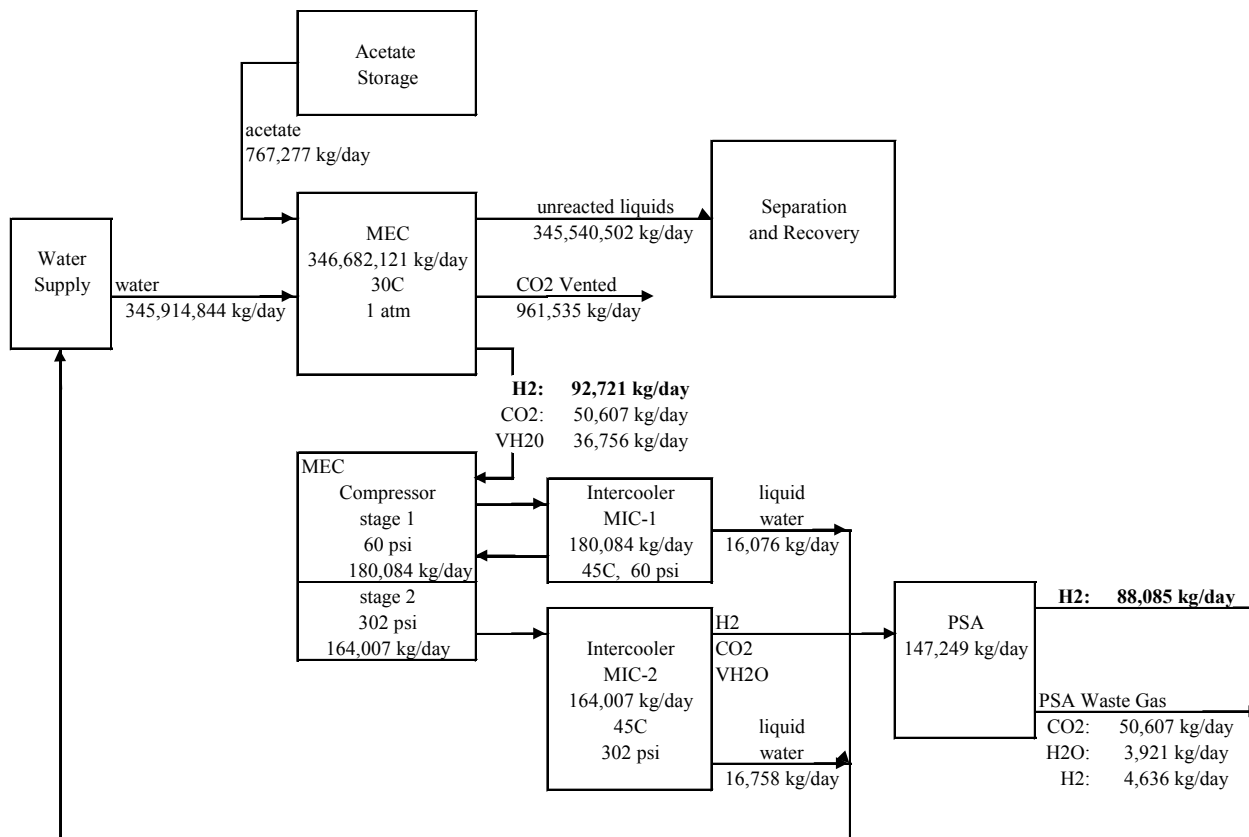 Acetate
Storage
acetate
767,277 kg/day
Water
Supply
water
345,914,844 kg/day
MEC
346,682,121 kg/day
30C
1 atm
unreacted liquids
345,540,502 kg/day
Separation
and Recovery
CO2 Vented
961,535 kg/day
H2: 92,721 kg/day
CO2: 50,607 kg/day
VH20 36,756 kg/day
MEC
Compressor
stage 1
60 psi
180,084 kg/day
stage 2
302 psi
164,007 kg/day
Intercooler
MIC-1
180,084 kg/day
45C, 60 psi
liquid
water
16,076 kg/day
Intercooler
MIC-2
164,007 kg/day
45C
302 psi
H2
CO2
VH2O
liquid
water
16,758 kg/day
PSA
147,249 kg/day
H2: 88,085 kg/day
PSA Waste Gas
CO2: 50,607 kg/day
H2O: 3,921 kg/day
H2: 4,636 kg/day